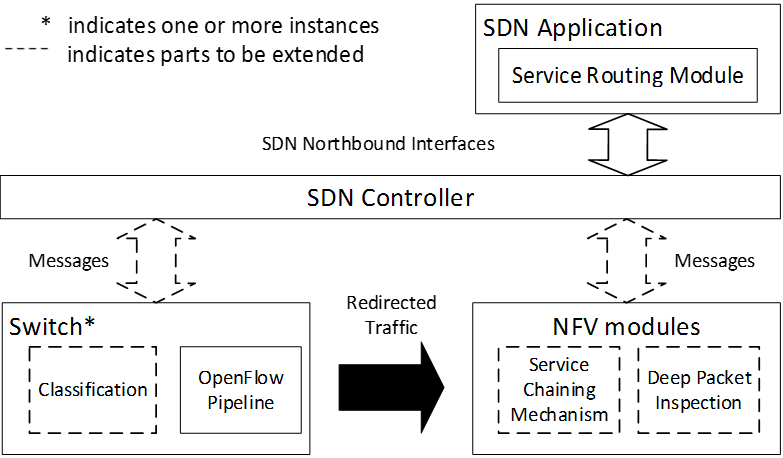 * indicates one or more instances
---- indicates parts to be extended
SDN Application
Service Routing Module
SDN Northbound Interfaces
SDN Controller
Messages
Messages
Redirected
Traffic
Switch*
Classification
OpenFlow
Pipeline
NFV modules
Service
Chaining
Mechanism
Deep Packet
Inspection